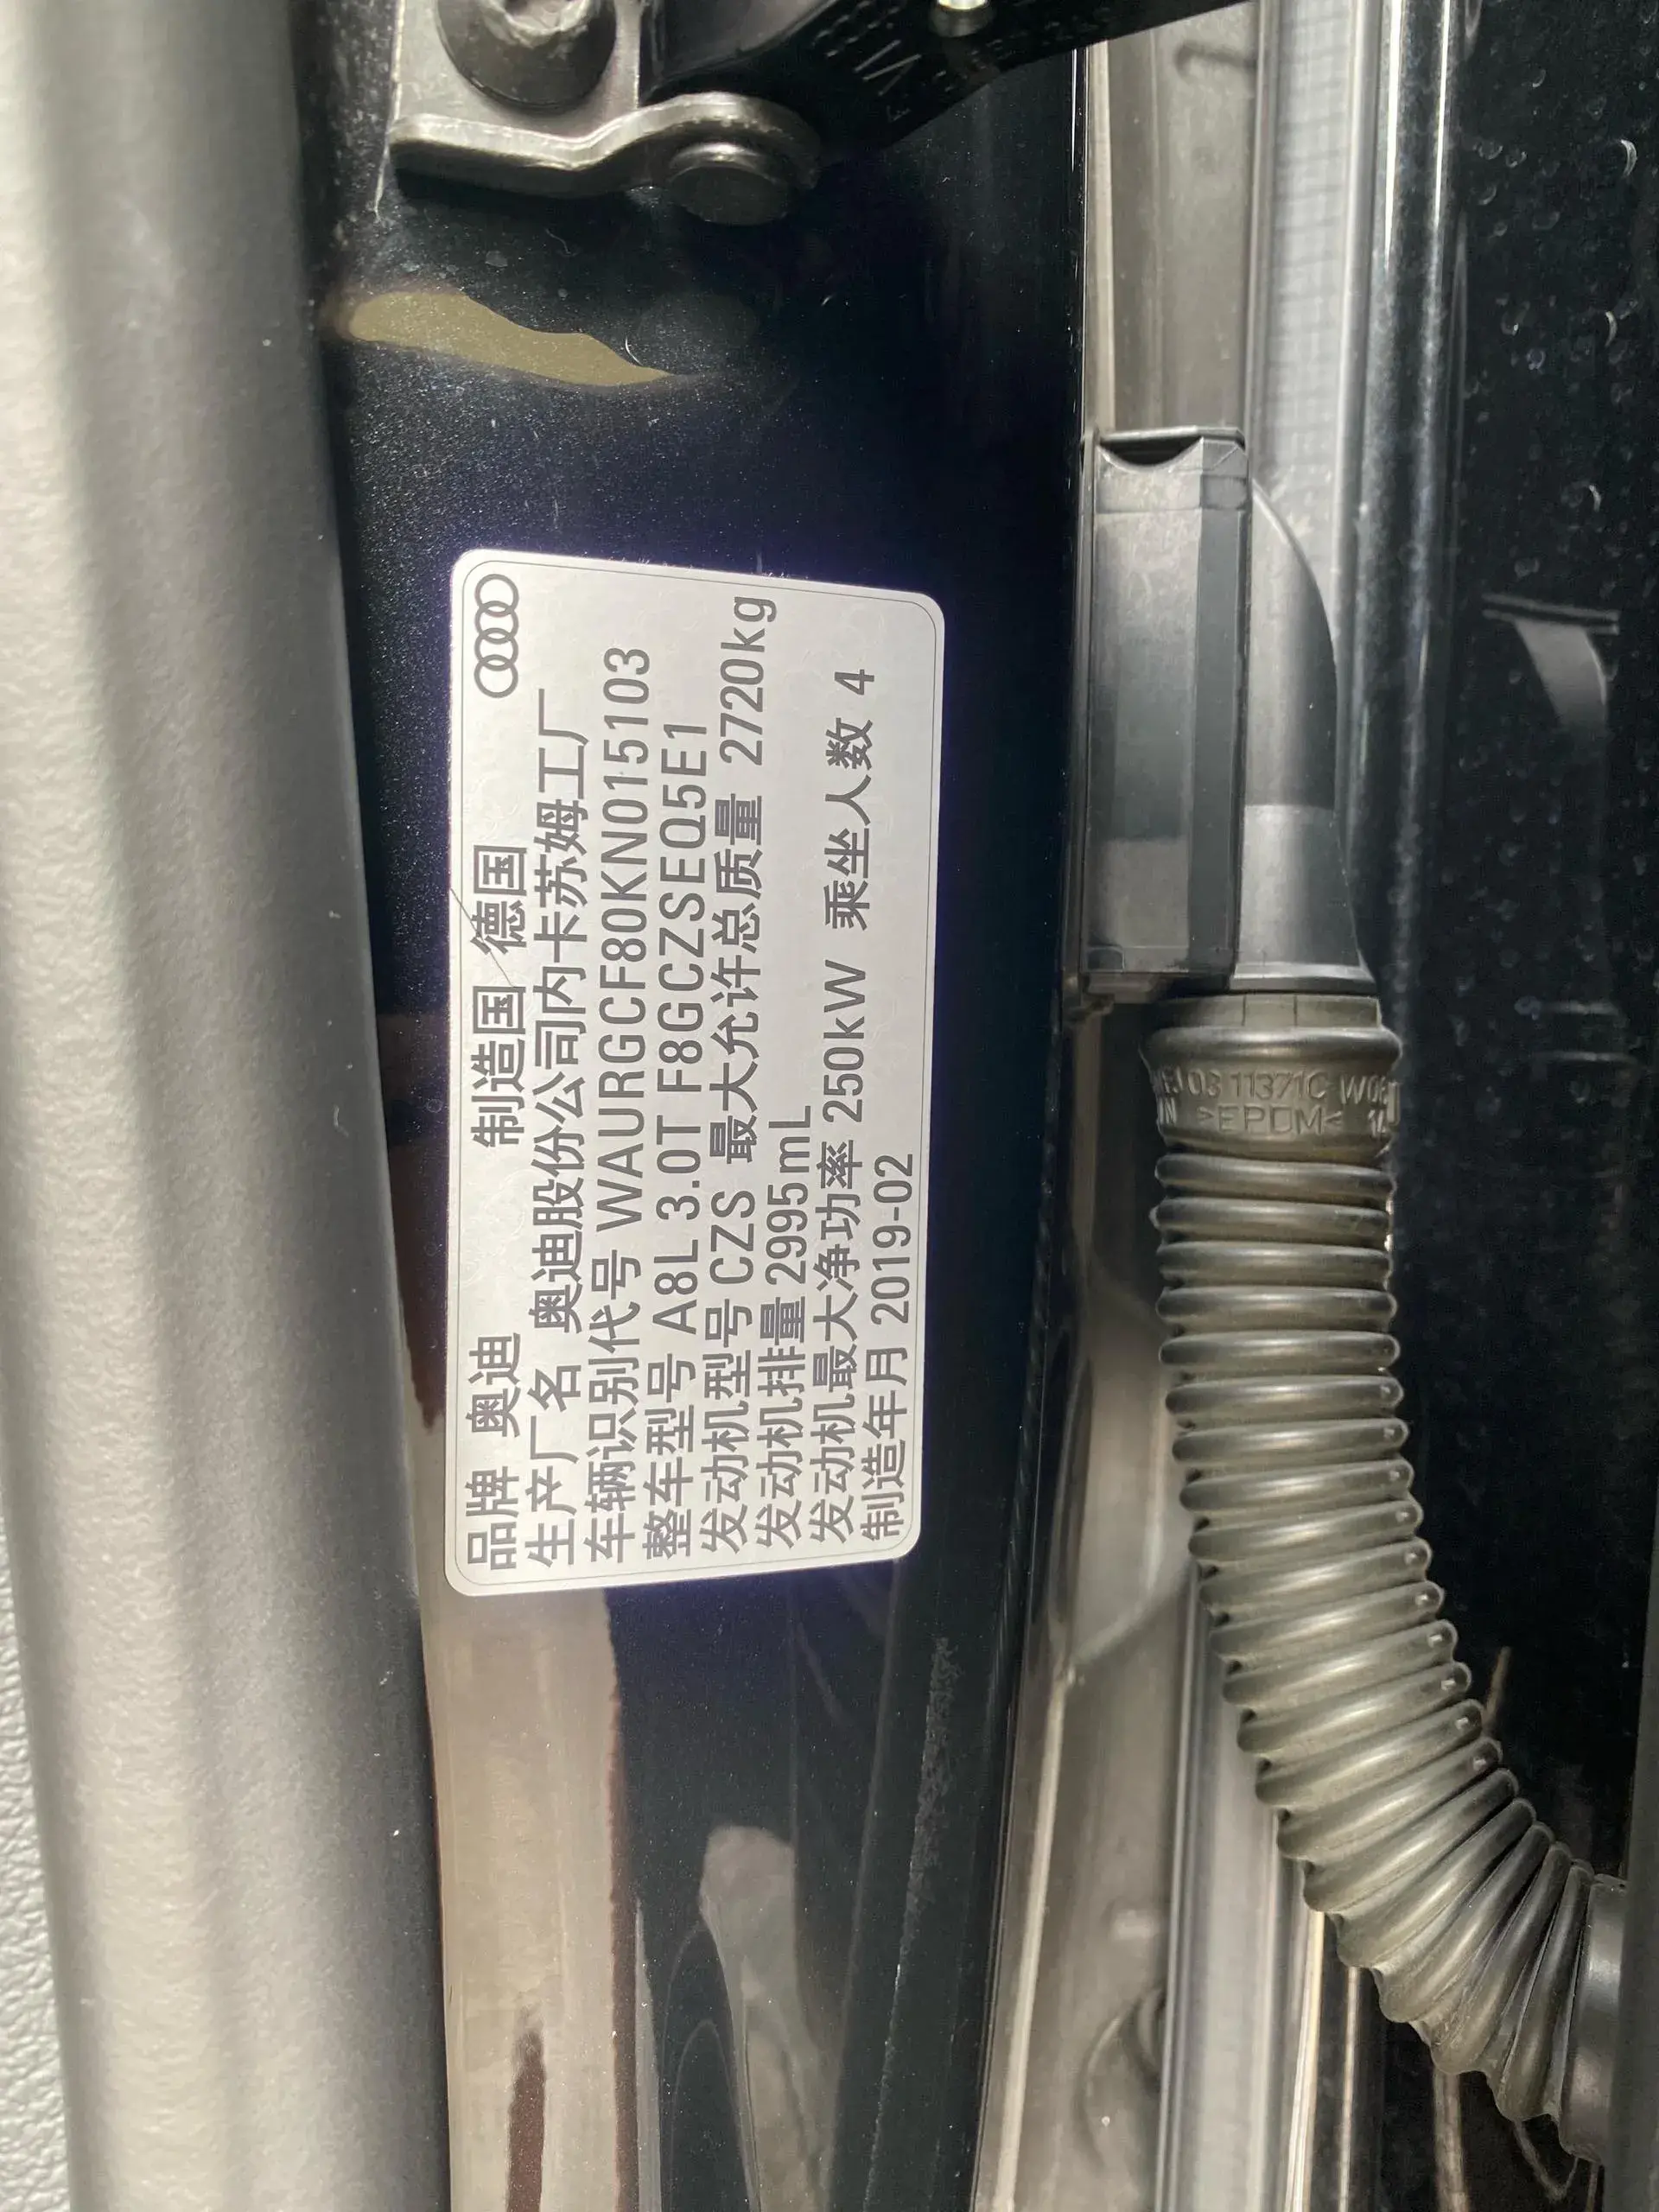 品牌 奥迪 制造国 德国
生产厂名 奥迪股份公司内卡苏姆工厂
车辆识别代号 WAURGCF80KN015103
整车型号 A8L 3.0T F8GCZSEQ5E1
发动机型号 CZS 最大允许总质量 2720kg
发动机排量 2995mL
发动机最大净功率 250kW 乘坐人数 4
制造年月 2019-02
03 11371C W08
>EPDM<